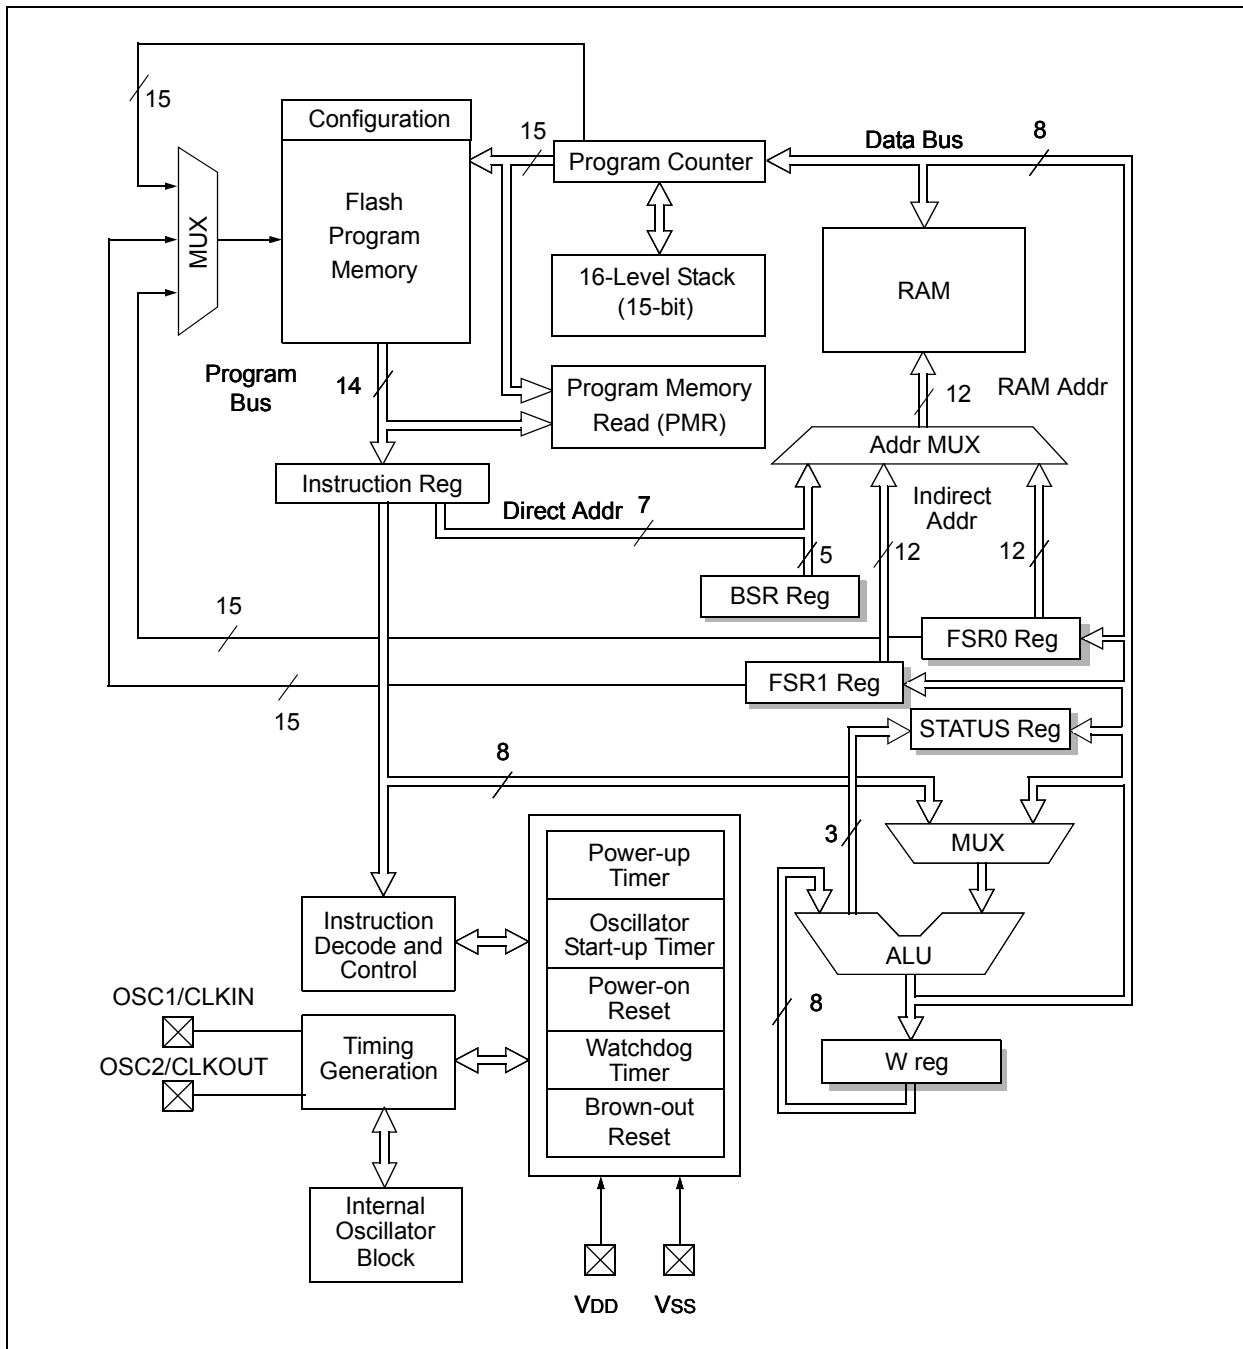 15
Configuration
15
Program Counter
Data Bus
8
MUX
Flash
Program
Memory
16-Level Stack
(15-bit)
RAM
Program
Bus
14
Program Memory
Read (PMR)
12
RAM Addr
Addr MUX
Instruction Reg
Direct Addr
7
Indirect
Addr
5
12
12
BSR Reg
15
FSR0 Reg
15
FSR1 Reg
STATUS Reg
8
3
MUX
Power-up
Timer
Instruction
Decode and
Control
Oscillator
Start-up Timer
ALU
OSC1/CLKIN
Power-on
Reset
8
OSC2/CLKOUT
Timing
Generation
Watchdog
Timer
W reg
Brown-out
Reset
Internal
Oscillator
Block
VDD
VSS